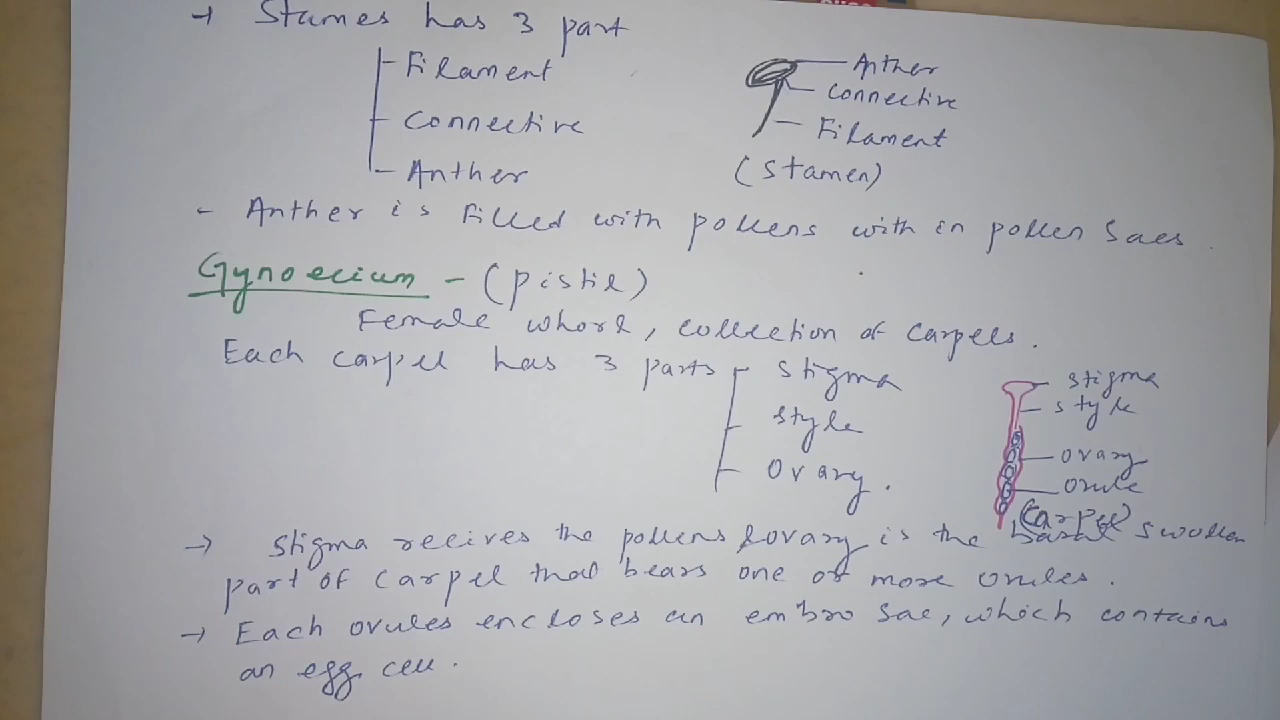 → Stames has 3 part
Filament
Connective
Anther
Anther
Connective
Filament
(Stamen)
- Anther is filled with pollens with in pollen Sacs.
Gynoecium - (pistil)
Female whorl, collection of carpels.
Each carpel has 3 parts
Stigma
Style
Ovary.
stigma
style
ovary
ovule
(Carpel)
→ Stigma recives the pollens & ovary is the basal swollen
part of carpel that bears one or more ovules.
→ Each ovules encloses an embro sac, which contains
an egg cell.